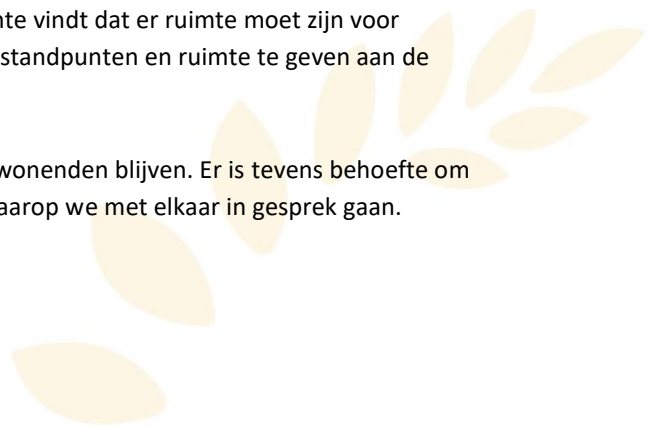 nte vindt dat er ruimte moet zijn voor
standpunten en ruimte te geven aan de
wonenden blijven. Er is tevens behoefte om
aarop we met elkaar in gesprek gaan.